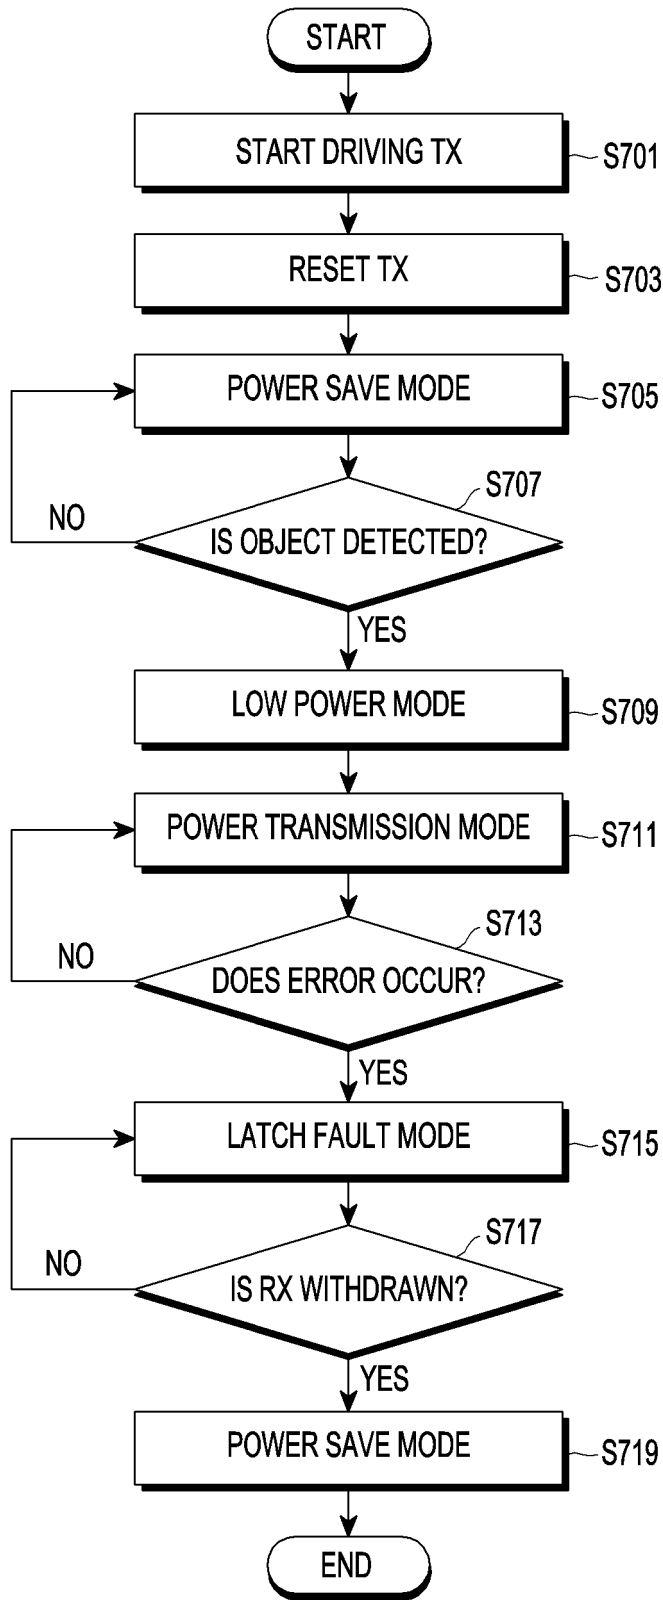 START
START DRIVING TX
S701
RESET TX
S703
POWER SAVE MODE
S705
S707
NO
IS OBJECT DETECTED?
YES
LOW POWER MODE
S709
POWER TRANSMISSION MODE
S711
S713
NO
DOES ERROR OCCUR?
YES
LATCH FAULT MODE
S715
S717
NO
IS RX WITHDRAWN?
YES
POWER SAVE MODE
S719
END